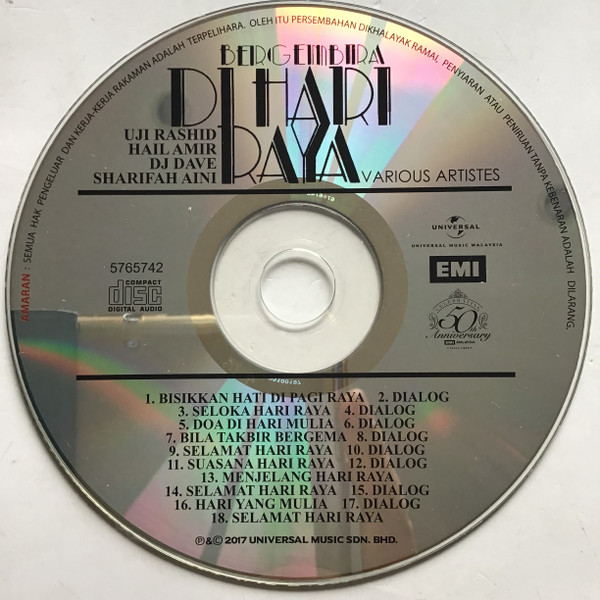 AMARAN : SEMUA HAK PENGELUAR DAN KERJA-KERJA RAKAMAN ADALAH TERPELIHARA. OLEH ITU PERSEMBAHAN DIKHALAYAK RAMAI, PENYIARAN ATAU PENIRUAN TANPA KEBENARAN ADALAH DILARANG.
BERGEMBIRA
DI HARI
RAYA
UJI RASHID
HAIL AMIR
DJ DAVE
SHARIFAH AINI
VARIOUS ARTISTES
UNIVERSAL
UNIVERSAL MUSIC MALAYSIA
5765742
COMPACT
disc
DIGITAL AUDIO
EMI
CELEBRATING
50th
Anniversary
EMI
1. BISIKKAN HATI DI PAGI RAYA 2. DIALOG
3. SELOKA HARI RAYA 4. DIALOG
5. DOA DI HARI MULIA 6. DIALOG
7. BILA TAKBIR BERGEMA 8. DIALOG
9. SELAMAT HARI RAYA 10. DIALOG
11. SUASANA HARI RAYA 12. DIALOG
13. MENJELANG HARI RAYA
14. SELAMAT HARI RAYA 15. DIALOG
16. HARI YANG MULIA 17. DIALOG
18. SELAMAT HARI RAYA
℗&© 2017 UNIVERSAL MUSIC SDN. BHD.